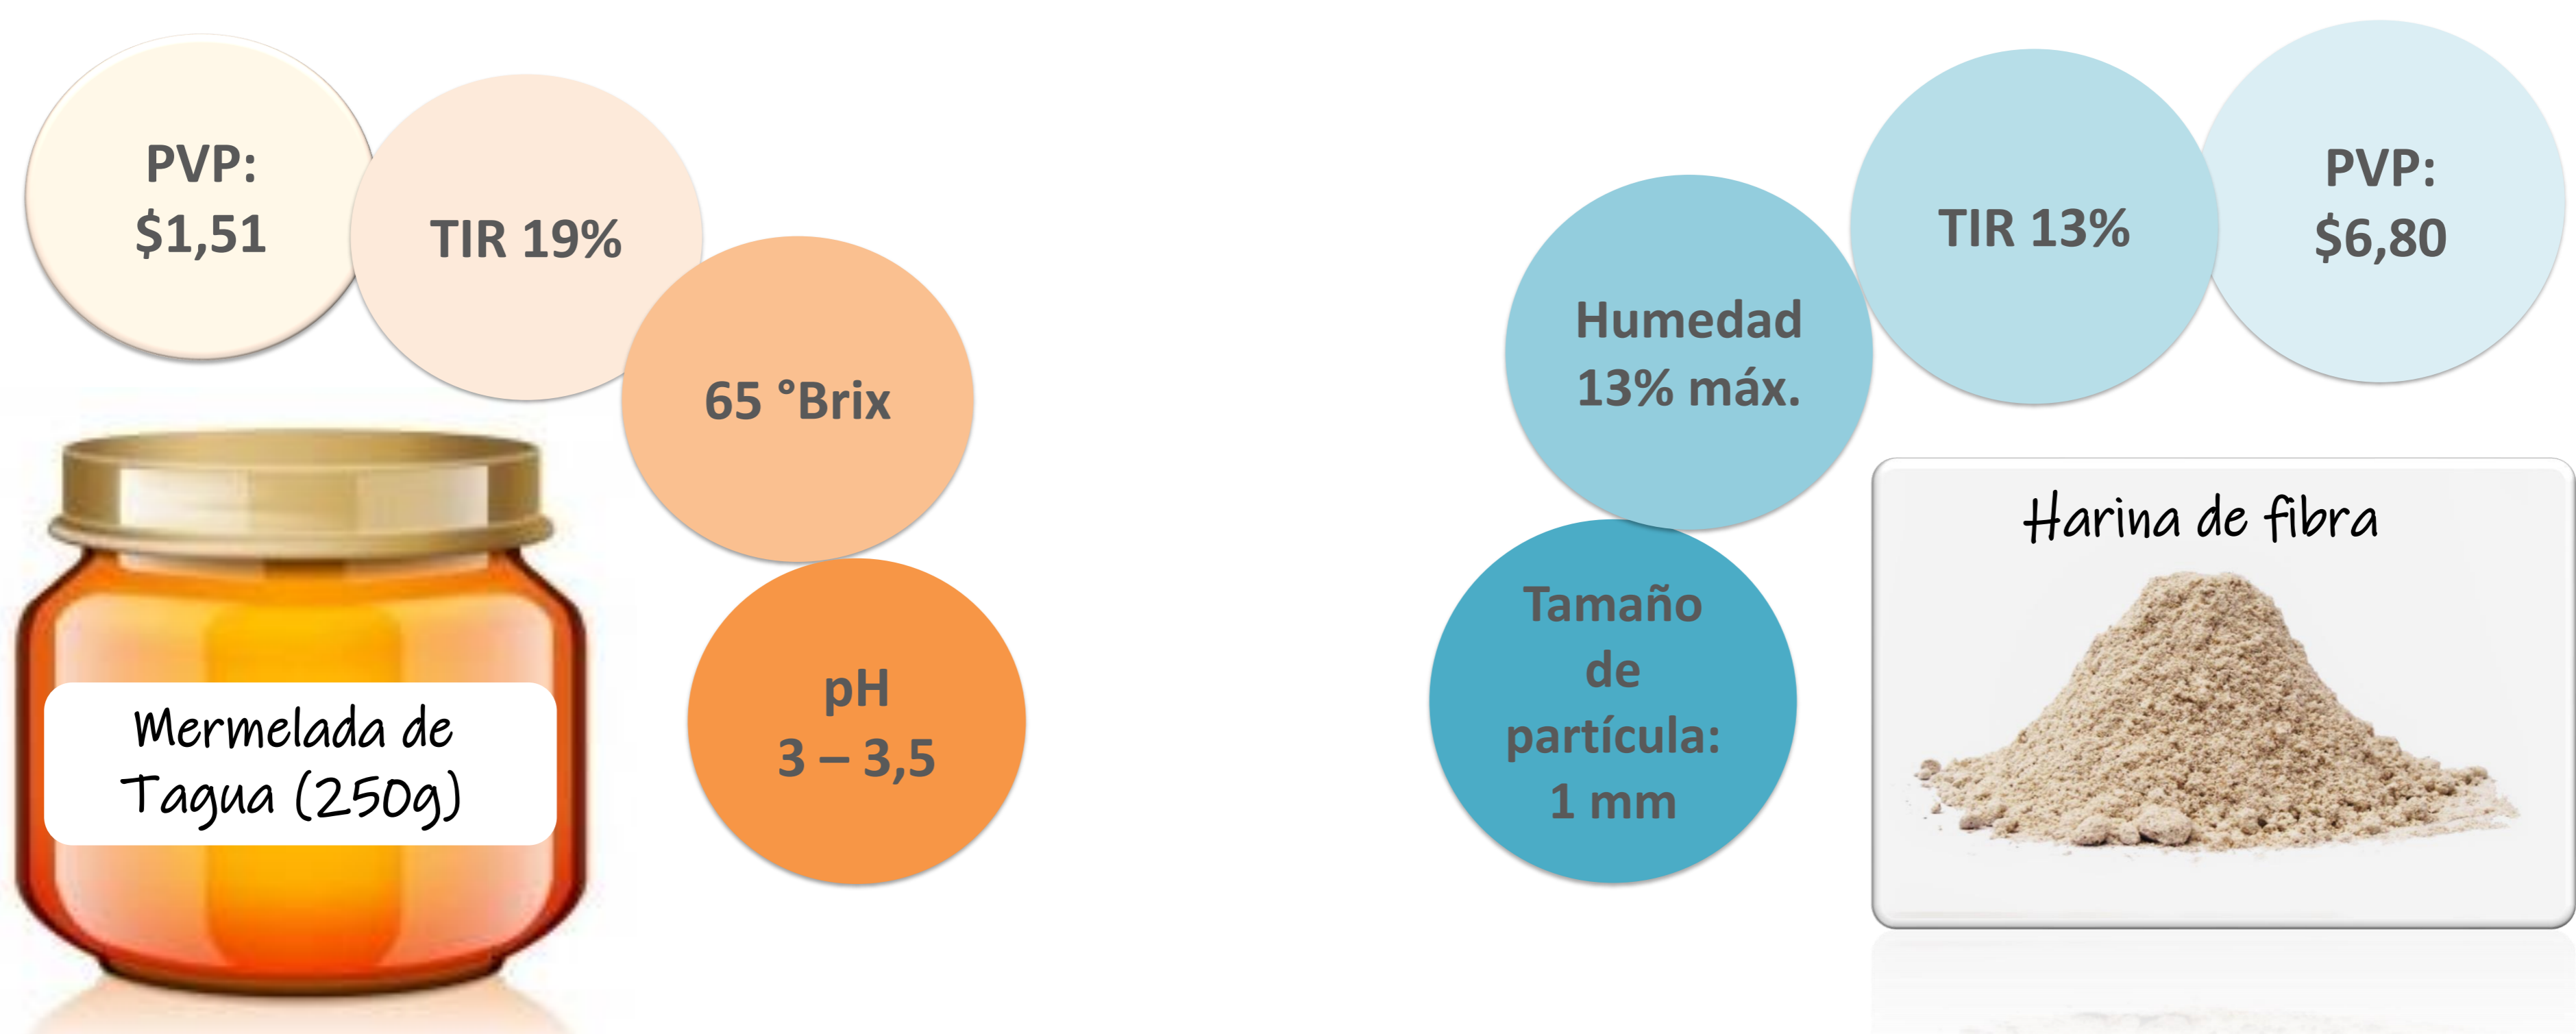 PVP:
$1,51
TIR 19%
65 °Brix
pH
3 – 3,5
Mermelada de
Tagua (250g)
PVP:
$6,80
TIR 13%
Humedad
13% máx.
Tamaño
de
partícula:
1 mm
Harina de fibra